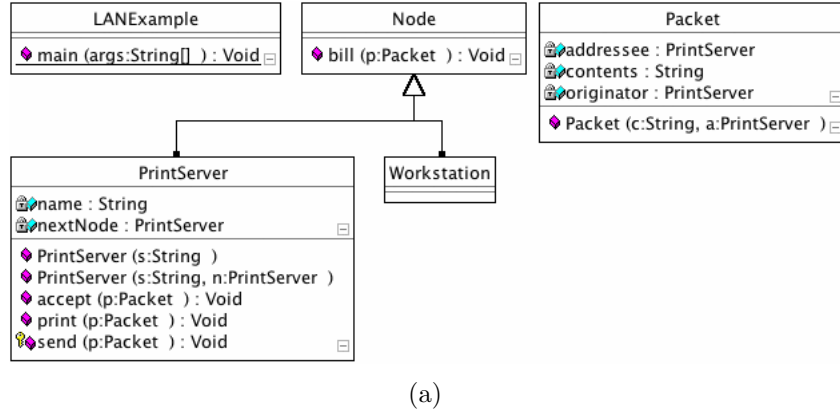 LANExample
main (args:String[] ) : Void
Node
bill (p:Packet ) : Void
Packet
addressee : PrintServer
contents : String
originator : PrintServer
Packet (c:String, a:PrintServer )
PrintServer
name : String
nextNode : PrintServer
PrintServer (s:String )
PrintServer (s:String, n:PrintServer )
accept (p:Packet ) : Void
print (p:Packet ) : Void
send (p:Packet ) : Void
Workstation
(a)